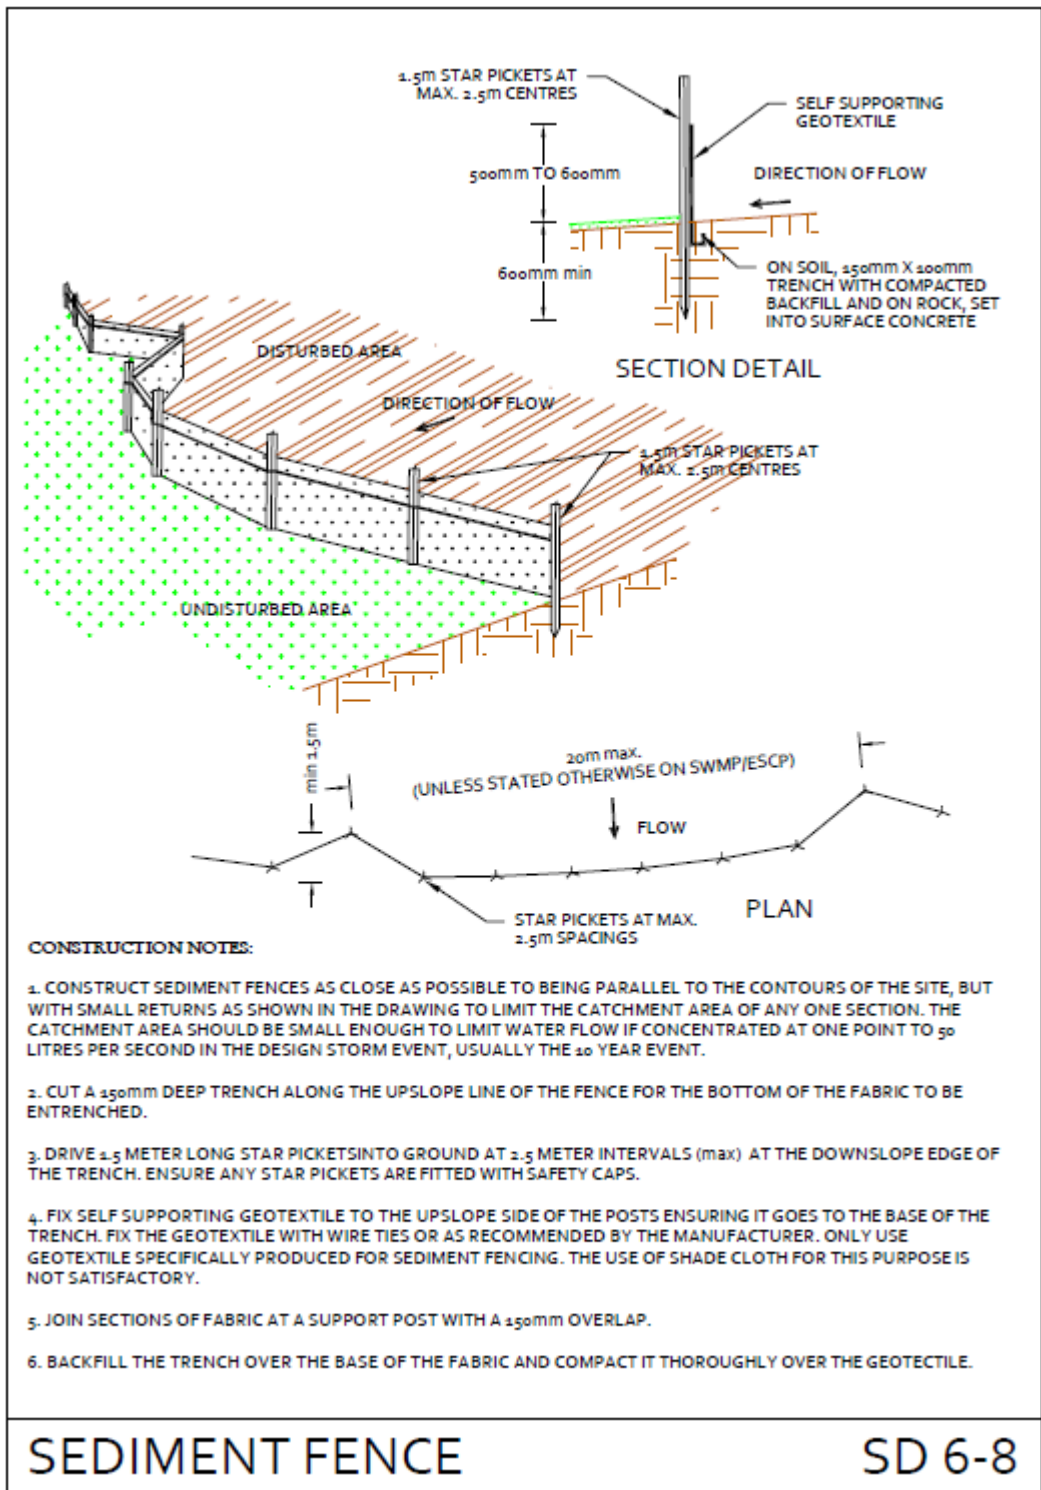 1.5m STAR PICKETS AT
MAX. 2.5m CENTRES
SELF SUPPORTING
GEOTEXTILE
500mm TO 600mm
DIRECTION OF FLOW
600mm min
ON SOIL, 150mm X 100mm
TRENCH WITH COMPACTED
BACKFILL AND ON ROCK, SET
INTO SURFACE CONCRETE
SECTION DETAIL
DISTURBED AREA
DIRECTION OF FLOW
1.5m STAR PICKETS AT
MAX. 2.5m CENTRES
UNDISTURBED AREA
min 1.5m
20m max.
(UNLESS STATED OTHERWISE ON SWMP/ESCP)
FLOW
STAR PICKETS AT MAX.
2.5m SPACINGS
PLAN
CONSTRUCTION NOTES:
1. CONSTRUCT SEDIMENT FENCES AS CLOSE AS POSSIBLE TO BEING PARALLEL TO THE CONTOURS OF THE SITE, BUT
WITH SMALL RETURNS AS SHOWN IN THE DRAWING TO LIMIT THE CATCHMENT AREA OF ANY ONE SECTION. THE
CATCHMENT AREA SHOULD BE SMALL ENOUGH TO LIMIT WATER FLOW IF CONCENTRATED AT ONE POINT TO 50
LITRES PER SECOND IN THE DESIGN STORM EVENT, USUALLY THE 10 YEAR EVENT.
2. CUT A 150mm DEEP TRENCH ALONG THE UPSLOPE LINE OF THE FENCE FOR THE BOTTOM OF THE FABRIC TO BE
ENTRENCHED.
3. DRIVE 1.5 METER LONG STAR PICKETSINTO GROUND AT 2.5 METER INTERVALS (max) AT THE DOWNSLOPE EDGE OF
THE TRENCH. ENSURE ANY STAR PICKETS ARE FITTED WITH SAFETY CAPS.
4. FIX SELF SUPPORTING GEOTEXTILE TO THE UPSLOPE SIDE OF THE POSTS ENSURING IT GOES TO THE BASE OF THE
TRENCH. FIX THE GEOTEXTILE WITH WIRE TIES OR AS RECOMMENDED BY THE MANUFACTURER. ONLY USE
GEOTEXTILE SPECIFICALLY PRODUCED FOR SEDIMENT FENCING. THE USE OF SHADE CLOTH FOR THIS PURPOSE IS
NOT SATISFACTORY.
5. JOIN SECTIONS OF FABRIC AT A SUPPORT POST WITH A 150mm OVERLAP.
6. BACKFILL THE TRENCH OVER THE BASE OF THE FABRIC AND COMPACT IT THOROUGHLY OVER THE GEOTECTILE.
SEDIMENT FENCE
SD 6-8